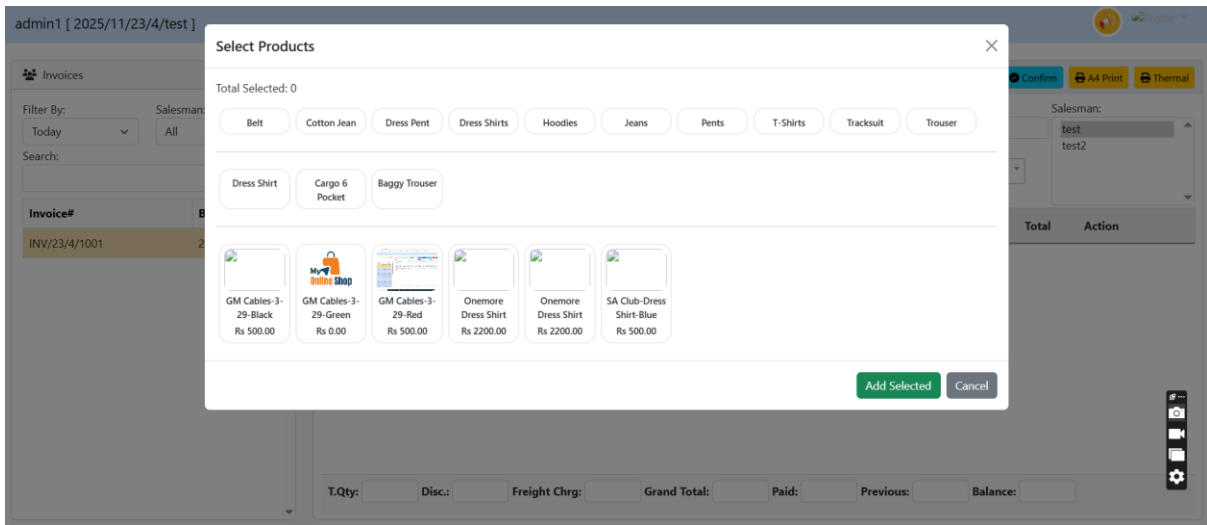 admin1 [ 2025/11/23/4/test ]
Profile
Select Products
Invoices
Confirm
A4 Print
Thermal
Total Selected: 0
Filter By:
Salesman:
Salesman:
Today
All
Belt
Cotton Jean
Dress Pent
Dress Shirts
Hoodies
Jeans
Pents
T-Shirts
Tracksuit
Trouser
test
test2
Search:
Dress Shirt
Cargo 6
Pocket
Baggy Trouser
Invoice#
B
Total
Action
INV/23/4/1001
2
My
Online Shop
GM Cables-3-
29-Black
Rs 500.00
GM Cables-3-
29-Green
Rs 0.00
GM Cables-3-
29-Red
Rs 500.00
Onemore
Dress Shirt
Rs 2200.00
Onemore
Dress Shirt
Rs 2200.00
SA Club-Dress
Shirt-Blue
Rs 500.00
Add Selected
Cancel
T.Qty:
Disc.:
Freight Chrg:
Grand Total:
Paid:
Previous:
Balance: